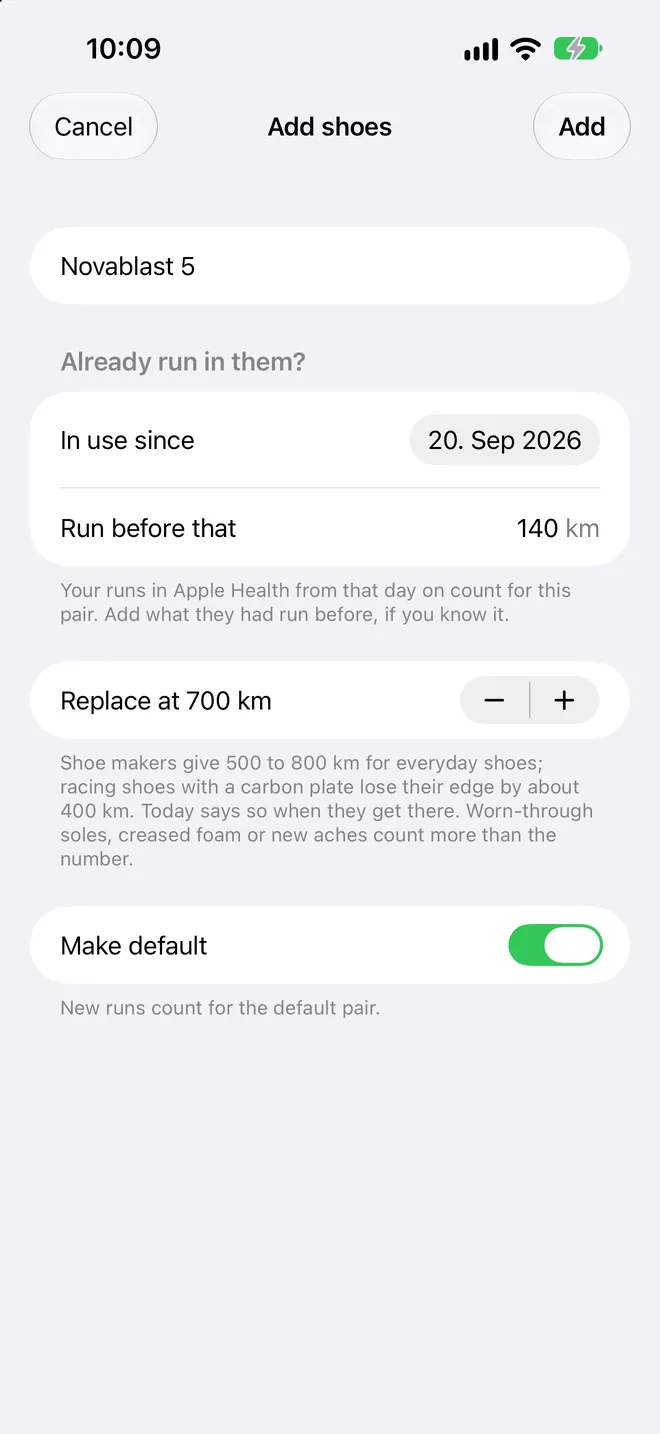 10:09
Cancel
Add shoes
Add
Novablast 5
Already run in them?
In use since
20. Sep 2026
Run before that
140 km
Your runs in Apple Health from that day on count for this
pair. Add what they had run before, if you know it.
Replace at 700 km
Shoe makers give 500 to 800 km for everyday shoes;
racing shoes with a carbon plate lose their edge by about
400 km. Today says so when they get there. Worn-through
soles, creased foam or new aches count more than the
number.
Make default
New runs count for the default pair.